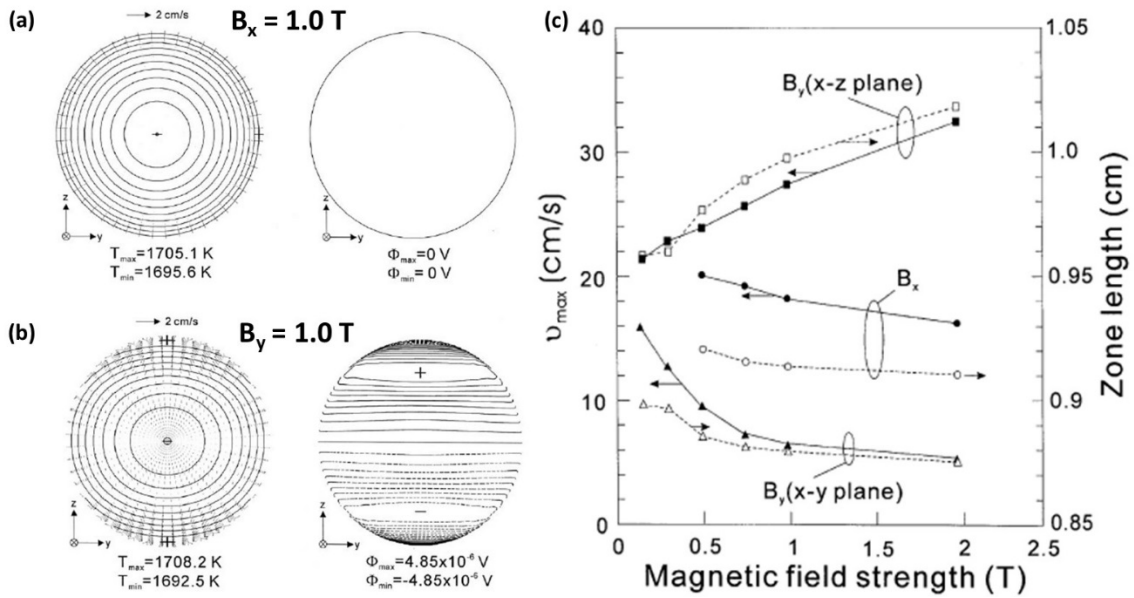 (a)
2 cm/s
Bx = 1.0 T
z
y
Tmax=1705.1 K
Tmin=1695.6 K
z
y
Φmax=0 V
Φmin=0 V
(b)
2 cm/s
By = 1.0 T
+
−
z
y
Tmax=1708.2 K
Tmin=1692.5 K
z
y
Φmax=4.85x10-6 V
Φmin=-4.85x10-6 V
(c)
40
30
20
10
0
υmax (cm/s)
1.05
1.0
0.95
0.9
0.85
Zone length (cm)
By(x-z plane)
Bx
By(x-y plane)
0
0.5
1
1.5
2
2.5
Magnetic field strength (T)